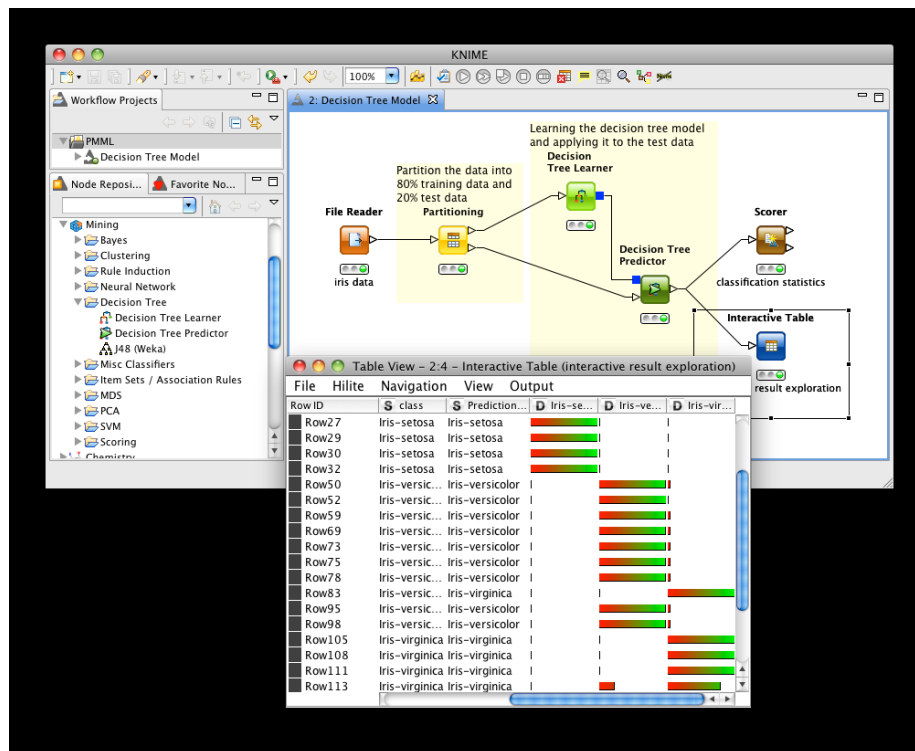 KNIME
100%
Workflow Projects
PMML
Decision Tree Model
Node Reposi...
Favorite No...
Mining
Bayes
Clustering
Rule Induction
Neural Network
Decision Tree
Decision Tree Learner
Decision Tree Predictor
J48 (Weka)
Misc Classifiers
Item Sets / Association Rules
MDS
PCA
SVM
Scoring
Chemistry
2: Decision Tree Model
Learning the decision tree model
and applying it to the test data
Decision
Tree Learner
Partition the data into
80% training data and
20% test data
File Reader
Partitioning
iris data
Decision Tree
Predictor
Scorer
classification statistics
Interactive Table
result exploration
Table View – 2:4 – Interactive Table (interactive result exploration)
File Hilite Navigation View Output
Row ID S class S Prediction... D Iris-se... D Iris-ve... D Iris-vir...
Row27 Iris-setosa Iris-setosa
Row29 Iris-setosa Iris-setosa
Row30 Iris-setosa Iris-setosa
Row32 Iris-setosa Iris-setosa
Row50 Iris-versic... Iris-versicolor
Row52 Iris-versic... Iris-versicolor
Row59 Iris-versic... Iris-versicolor
Row69 Iris-versic... Iris-versicolor
Row73 Iris-versic... Iris-versicolor
Row75 Iris-versic... Iris-versicolor
Row78 Iris-versic... Iris-versicolor
Row83 Iris-versic... Iris-virginica
Row95 Iris-versic... Iris-versicolor
Row98 Iris-versic... Iris-versicolor
Row105 Iris-virginica Iris-virginica
Row108 Iris-virginica Iris-virginica
Row111 Iris-virginica Iris-virginica
Row113 Iris-virginica Iris-virginica